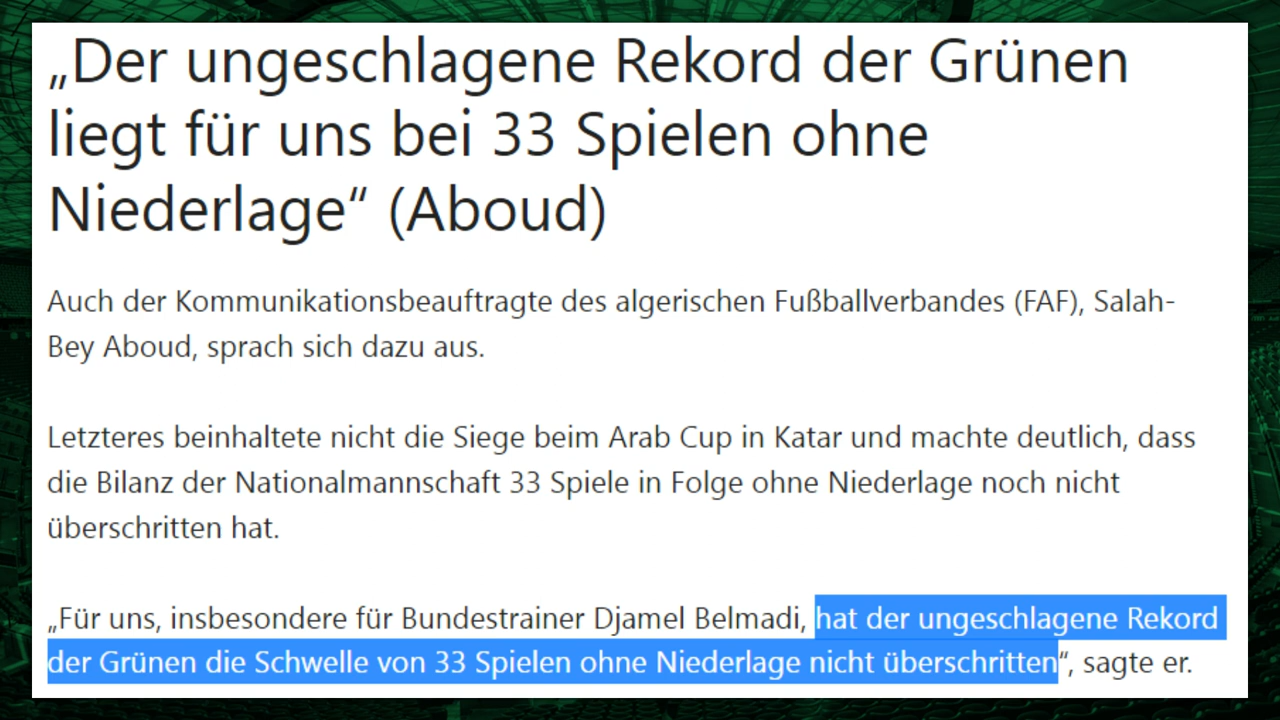 „Der ungeschlagene Rekord der Grünen
liegt für uns bei 33 Spielen ohne
Niederlage“ (Aboud)
Auch der Kommunikationsbeauftragte des algerischen Fußballverbandes (FAF), Salah-
Bey Aboud, sprach sich dazu aus.
Letzteres beinhaltete nicht die Siege beim Arab Cup in Katar und machte deutlich, dass
die Bilanz der Nationalmannschaft 33 Spiele in Folge ohne Niederlage noch nicht
überschritten hat.
„Für uns, insbesondere für Bundestrainer Djamel Belmadi, hat der ungeschlagene Rekord
der Grünen die Schwelle von 33 Spielen ohne Niederlage nicht überschritten“, sagte er.